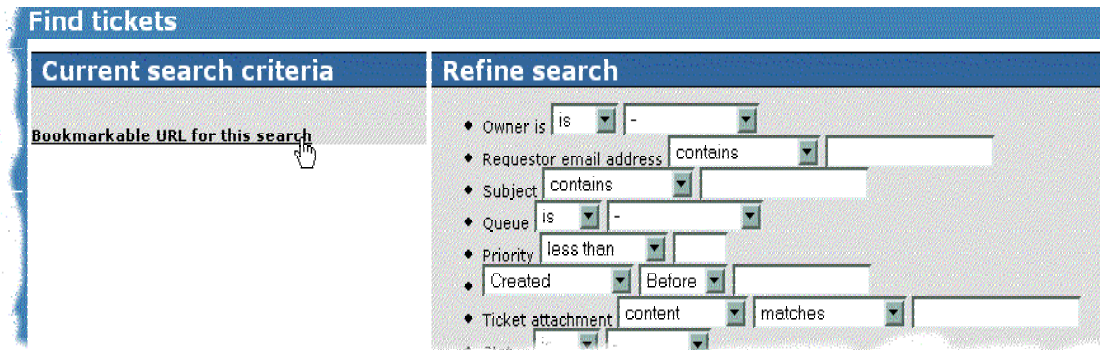 Find tickets
Current search criteria
Bookmarkable URL for this search
Refine search
Owner is is -
Requestor email address contains
Subject contains
Queue is -
Priority less than
Created Before
Ticket attachment content matches